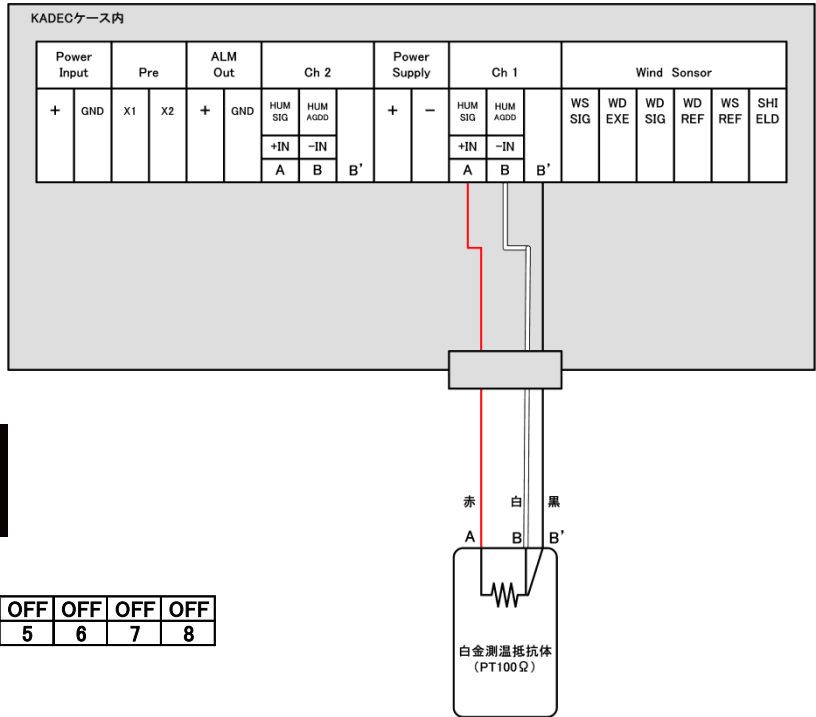 KADECケース内
Power Input
Pre
ALM Out
Ch 2
Power Supply
Ch 1
Wind Sonsor
+
GND
X1
X2
+
GND
HUM SIG
HUM AGDD
+
−
HUM SIG
HUM AGDD
WS SIG
WD EXE
WD SIG
WD REF
WS REF
SHI ELD
+IN
−IN
+IN
−IN
A
B
B'
A
B
B'
赤
白
黒
A
B
B'
OFF OFF OFF OFF
5 6 7 8
白金測温抵抗体
(PT100Ω)